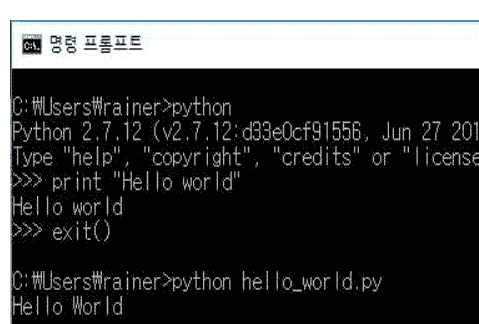 명령 프롬프트
C:₩Users₩rainer>python
Python 2.7.12 (v2.7.12:d33e0cf91556, Jun 27 201
Type "help", "copyright", "credits" or "license
>>> print "Hello world"
Hello world
>>> exit()
C:₩Users₩rainer>python hello_world.py
Hello World